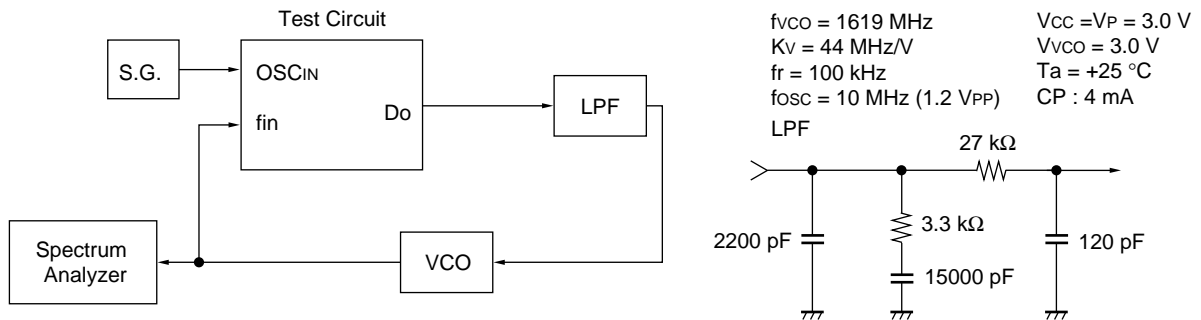 Test Circuit
S.G.
OSCIN
fin
Do
LPF
VCO
Spectrum
Analyzer
fVCO = 1619 MHz
KV = 44 MHz/V
fr = 100 kHz
fOSC = 10 MHz (1.2 VPP)
LPF
VCC =VP = 3.0 V
VVCO = 3.0 V
Ta = +25 °C
CP : 4 mA
27 kΩ
3.3 kΩ
2200 pF
120 pF
15000 pF